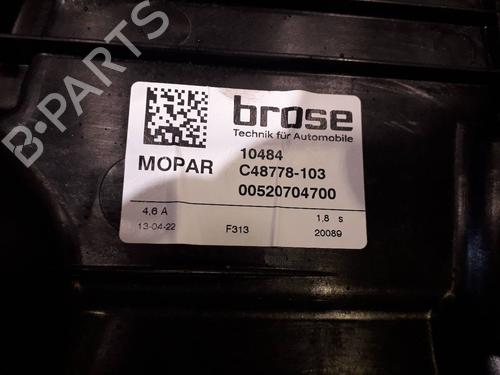 brose
Technik für Automobile
MOPAR
10484
C48778-103
00520704700
4,6 A
1,8 s
13-04-22
F313
20089
B-PARTS